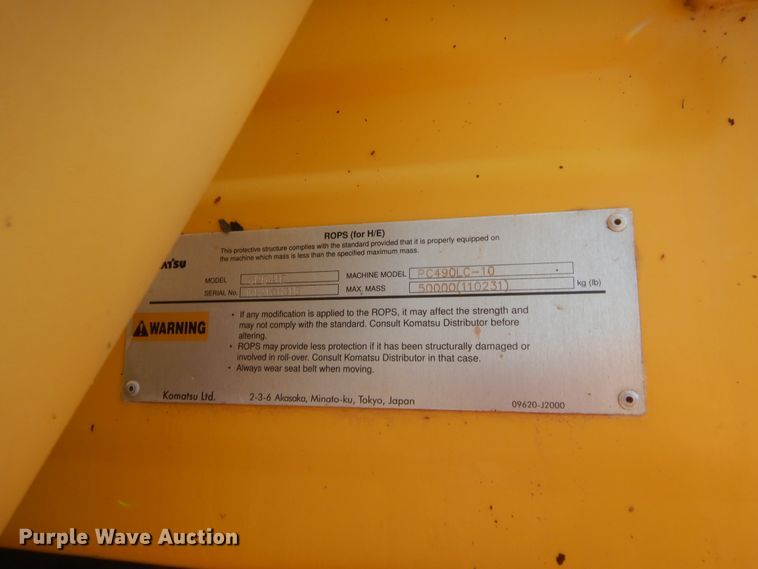 ROPS (for H/E)
This protective structure complies with the standard provided that it is properly equipped on
the machine which mass is less than the specified maximum mass.
ATSU
MODEL MACHINE MODEL PC490LC-10
SERIAL No. MAX. MASS 50000(110231) kg (lb)
WARNING
• If any modification is applied to the ROPS, it may affect the strength and
may not comply with the standard. Consult Komatsu Distributor before
altering.
• ROPS may provide less protection if it has been structurally damaged or
involved in roll-over. Consult Komatsu Distributor in that case.
• Always wear seat belt when moving.
Komatsu Ltd. 2-3-6 Akasaka, Minato-ku, Tokyo, Japan 09620-J2000
Purple Wave Auction